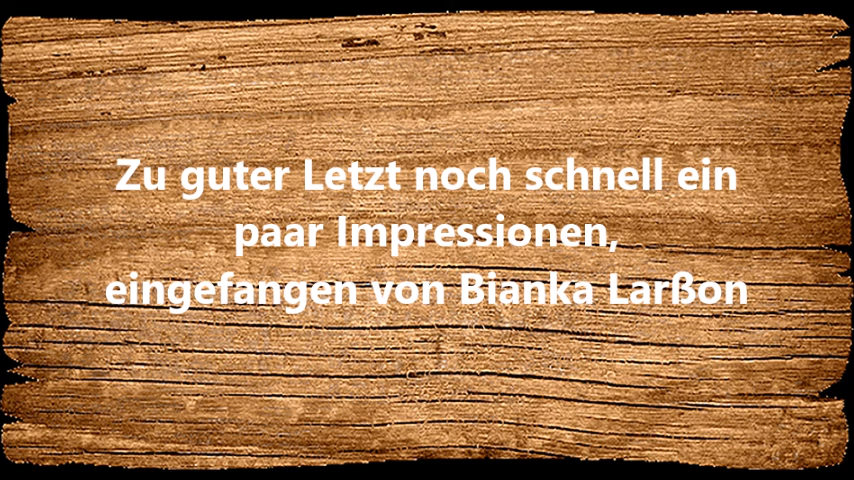 Zu guter Letzt noch schnell ein
paar Impressionen,
eingefangen von Bianka Larßon